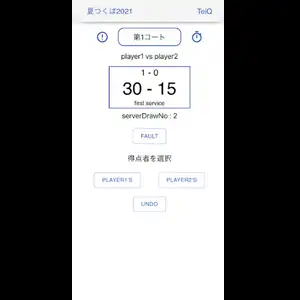 夏つくば2021 TeiQ
第1コート
player1 vs player2
1 - 0
30 - 15
first service
serverDrawNo : 2
FAULT
得点者を選択
PLAYER1'S PLAYER2'S
UNDO